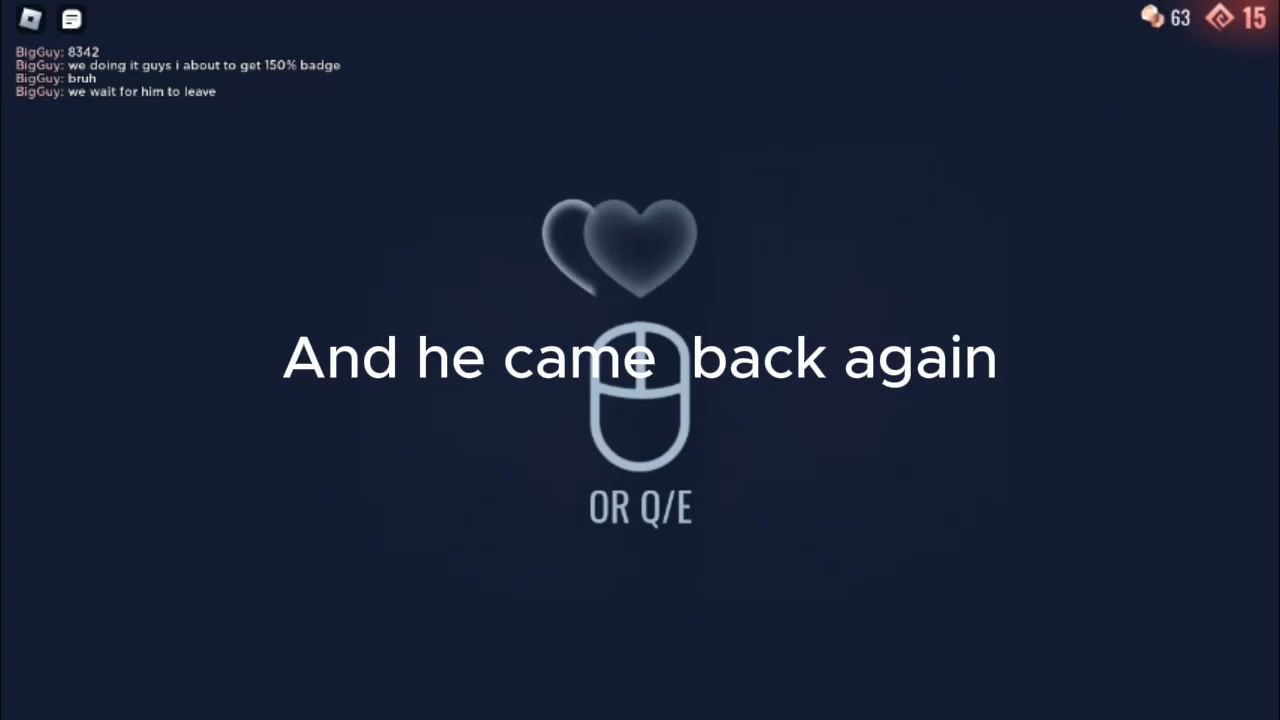 63
15
BigGuy: 8342
BigGuy: we doing it guys i about to get 150% badge
BigGuy: bruh
BigGuy: we wait for him to leave
And he came back again
OR Q/E